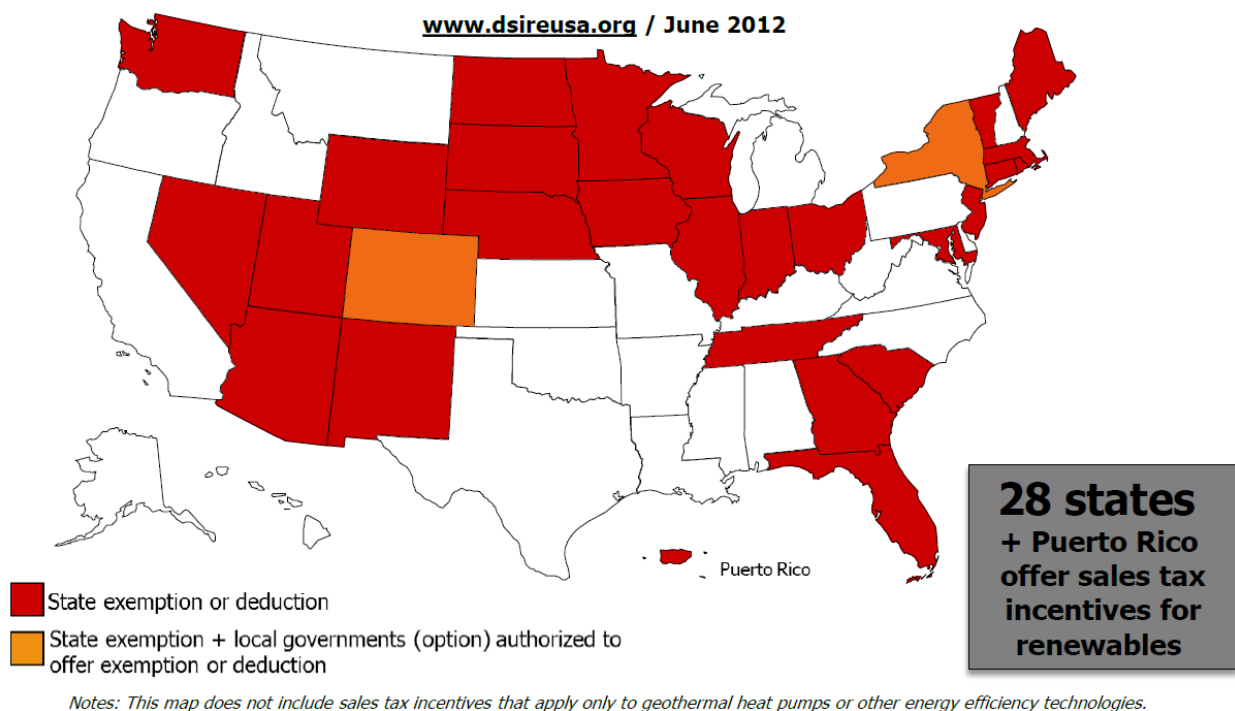 www.dsireusa.org / June 2012
Puerto Rico
28 states
+ Puerto Rico
offer sales tax
incentives for
renewables
State exemption or deduction
State exemption + local governments (option) authorized to
offer exemption or deduction
Notes: This map does not include sales tax incentives that apply only to geothermal heat pumps or other energy efficiency technologies.